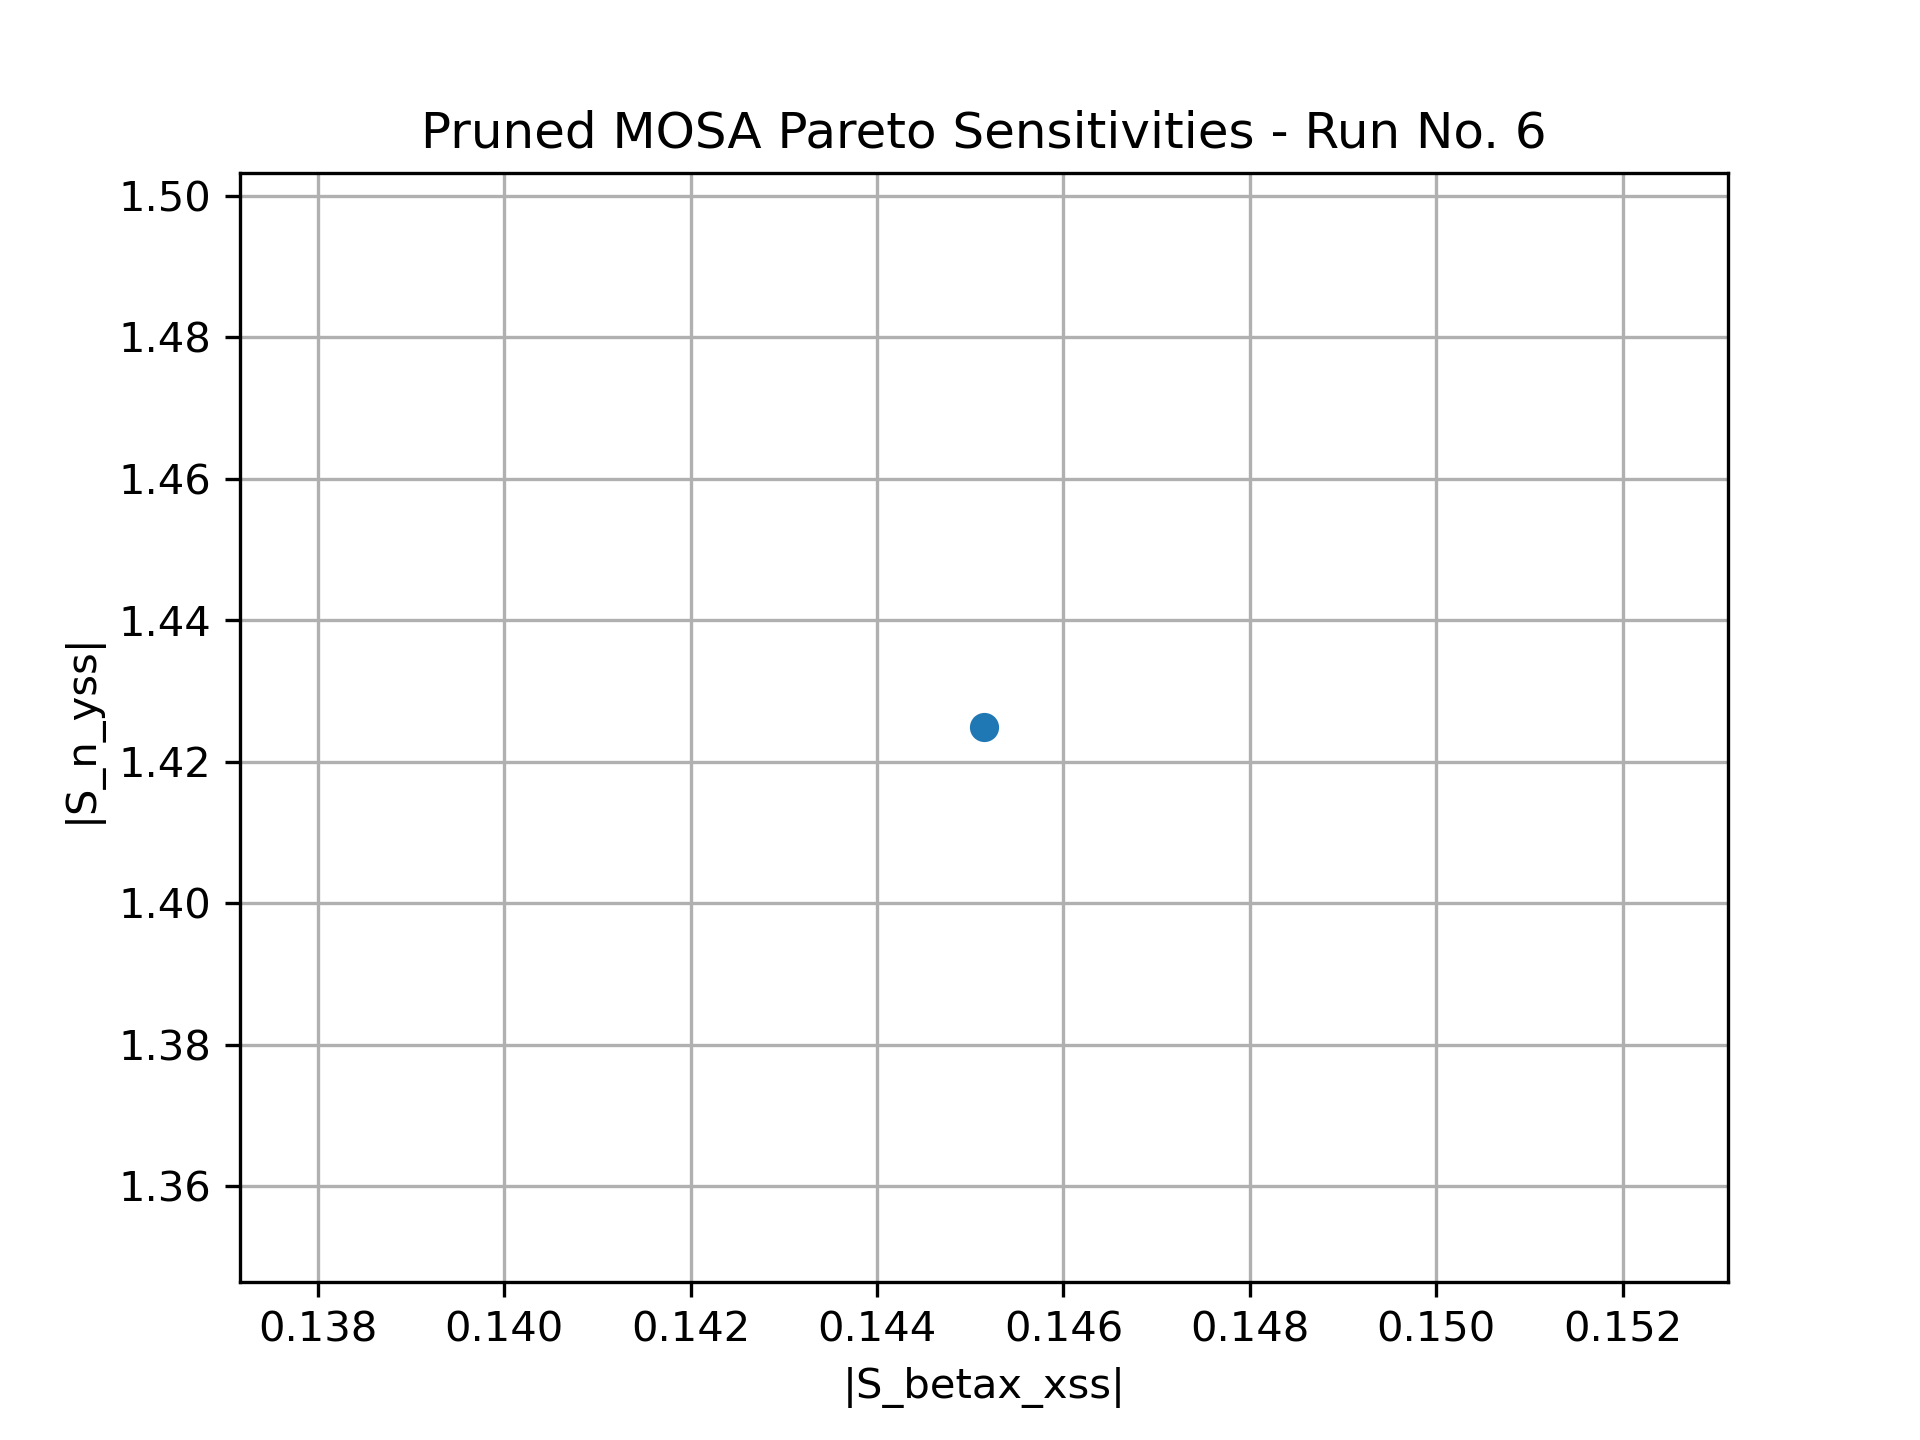 Pruned MOSA Pareto Sensitivities - Run No. 6
1.50
1.48
1.46
1.44
1.42
1.40
1.38
1.36
|S_n_yss|
0.138 0.140 0.142 0.144 0.146 0.148 0.150 0.152
|S_betax_xss|